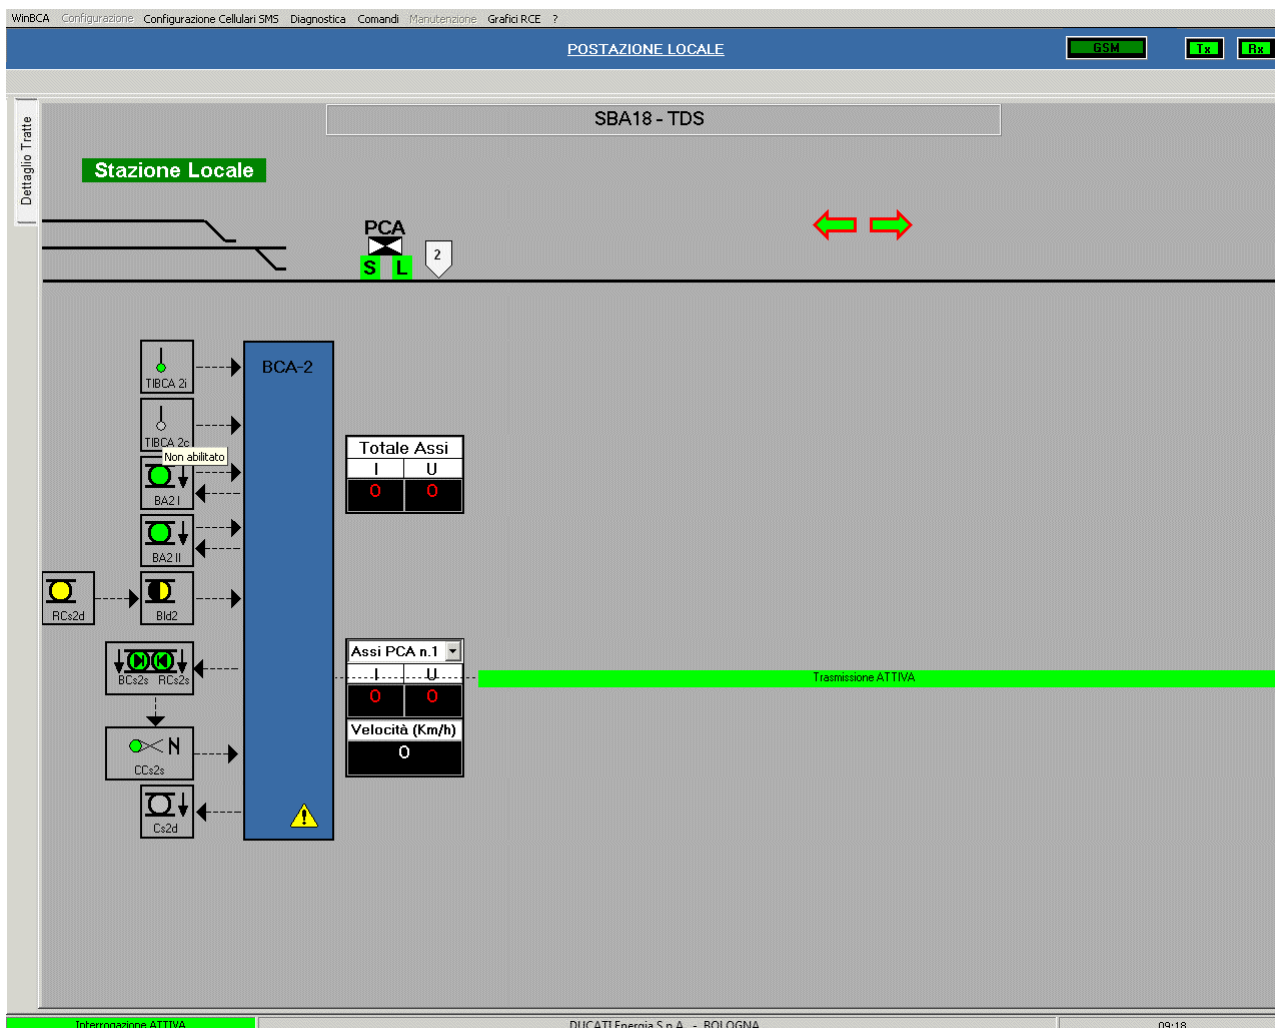 WinBCA Configurazione Configurazione Cellulari SMS Diagnostica Comandi Manutenzione Grafici RCE ?
POSTAZIONE LOCALE GSM Tx Rx
Dettaglio Tratte
SBA18 - TDS
Stazione Locale
PCA
S L 2
TIBCA 2i
BCA-2
TIBCA 2c
Non abilitato
BA2 I
BA2 II
Totale Assi
I U
0 0
RCs2d
BId2
BCs2s RCs2s
Assi PCA n.1
I U
0 0
Trasmissione ATTIVA
Velocità (Km/h)
0
N
CCs2s
Cs2d
Interrogazione ATTIVA DUCATI Energia S.p.A. - BOLOGNA 09:18